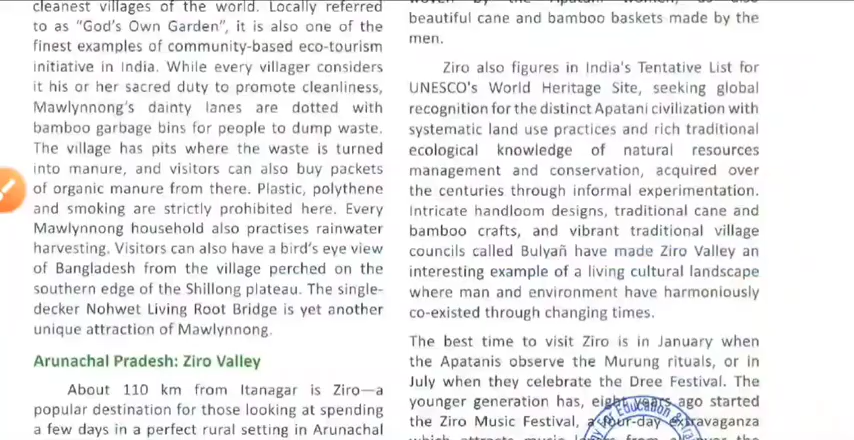 cleanest villages of the world. Locally referred
to as “God’s Own Garden”, it is also one of the
finest examples of community-based eco-tourism
initiative in India. While every villager considers
it his or her sacred duty to promote cleanliness,
Mawlynnong’s dainty lanes are dotted with
bamboo garbage bins for people to dump waste.
The village has pits where the waste is turned
into manure, and visitors can also buy packets
of organic manure from there. Plastic, polythene
and smoking are strictly prohibited here. Every
Mawlynnong household also practises rainwater
harvesting. Visitors can also have a bird’s eye view
of Bangladesh from the village perched on the
southern edge of the Shillong plateau. The single-
decker Nohwet Living Root Bridge is yet another
unique attraction of Mawlynnong.
Arunachal Pradesh: Ziro Valley
About 110 km from Itanagar is Ziro—a
popular destination for those looking at spending
a few days in a perfect rural setting in Arunachal
woven by the Apatani women, as also
beautiful cane and bamboo baskets made by the
men.
Ziro also figures in India's Tentative List for
UNESCO's World Heritage Site, seeking global
recognition for the distinct Apatani civilization with
systematic land use practices and rich traditional
ecological knowledge of natural resources
management and conservation, acquired over
the centuries through informal experimentation.
Intricate handloom designs, traditional cane and
bamboo crafts, and vibrant traditional village
councils called Bulyañ have made Ziro Valley an
interesting example of a living cultural landscape
where man and environment have harmoniously
co-existed through changing times.
The best time to visit Ziro is in January when
the Apatanis observe the Murung rituals, or in
July when they celebrate the Dree Festival. The
younger generation has, eight years ago started
the Ziro Music Festival, a four-day extravaganza
which attracts music from the
Education